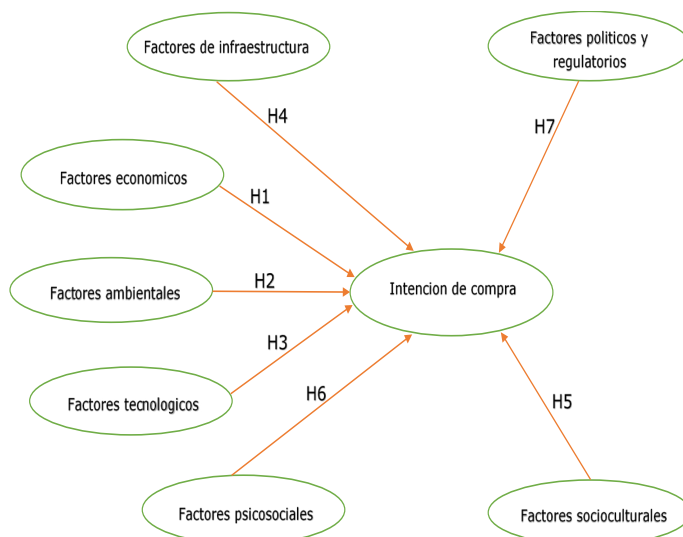 Factores de infraestructura
Factores politicos y
regulatorios
H4
H7
Factores economicos
H1
Factores ambientales
H2
Intencion de compra
H3
Factores tecnologicos
H6
H5
Factores psicosociales
Factores socioculturales